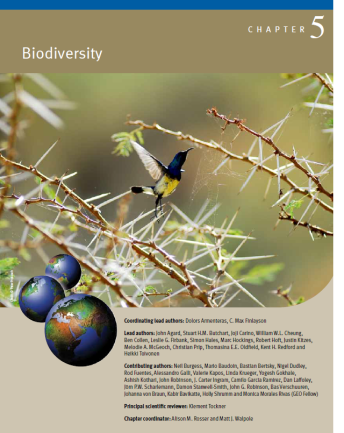 CHAPTER 5
Biodiversity
Coordinating lead authors: Dolors Armenteras, C. Max Finlayson
Lead authors: John Agard, Stuart H.M. Butchart, Joji Carino, William W.L. Cheung,
Ben Collen, Leslie G. Firbank, Simon Hales, Marc Hockings, Robert Hoft, Justin Kitzes,
Melodie A. McGeoch, Christian Prip, Thomasina E.E. Oldfield, Kent H. Redford and
Heikki Toivonen
Contributing authors: Neil Burgess, Mario Baudoin, Bastian Bertzky, Nigel Dudley,
Rod Fuentes, Alessandro Galli, Valerie Kapos, Linda Krueger, Yogesh Gokhale,
Ashish Kothari, John Robinson, J. Carter Ingram, Camilo Garcia Ramirez, Dan Laffoley,
Jörn P.W. Scharlemann, Damon Stanwell-Smith, John G. Robinson, Bas Verschuuren,
Johanna von Braun, Kabir Bavikatte, Holly Shrumm and Monica Morales Rivas (GEO Fellow)
Principal scientific reviewer: Klement Tockner
Chapter coordinator: Alison M. Rosser and Matt J. Walpole